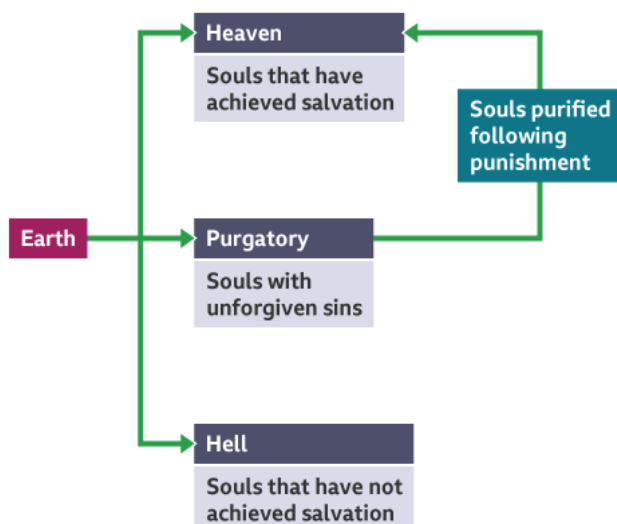 Heaven
Souls that have
achieved salvation
Souls purified
following
punishment
Earth
Purgatory
Souls with
unforgiven sins
Hell
Souls that have not
achieved salvation